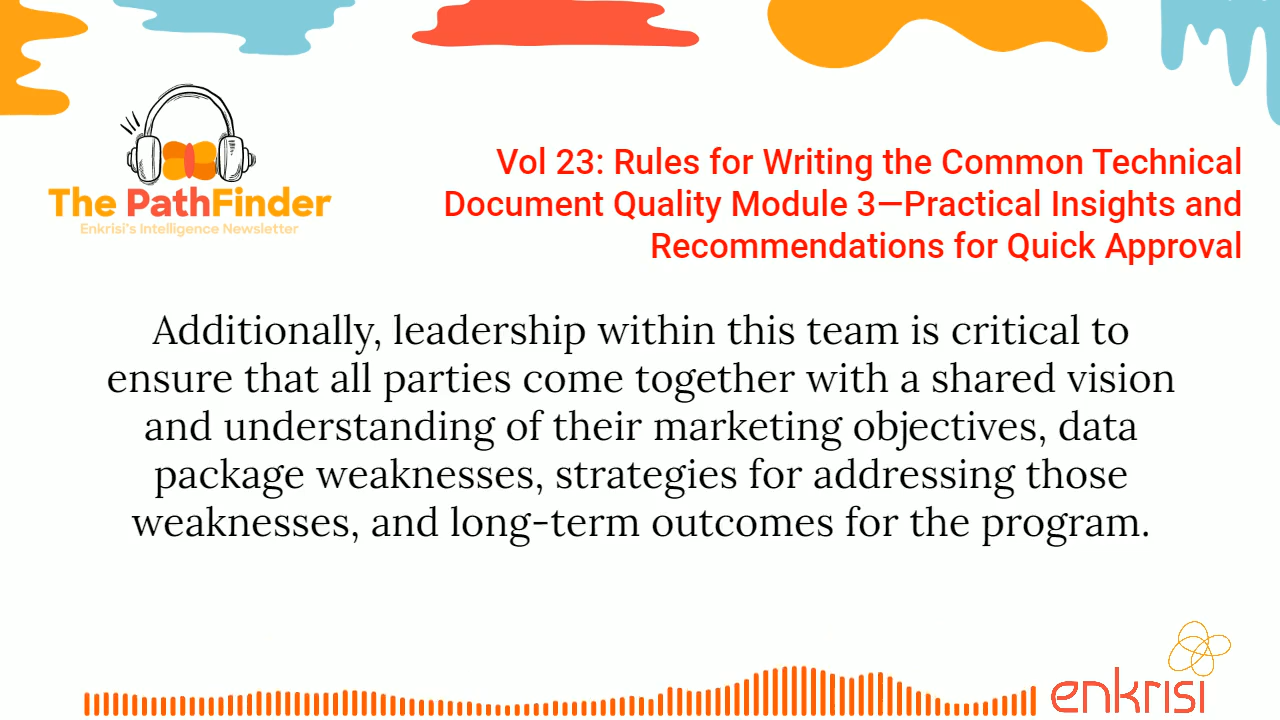 The PathFinder
Enkrisi's Intelligence Newsletter
Vol 23: Rules for Writing the Common Technical
Document Quality Module 3—Practical Insights and
Recommendations for Quick Approval
Additionally, leadership within this team is critical to
ensure that all parties come together with a shared vision
and understanding of their marketing objectives, data
package weaknesses, strategies for addressing those
weaknesses, and long-term outcomes for the program.
enkrisi